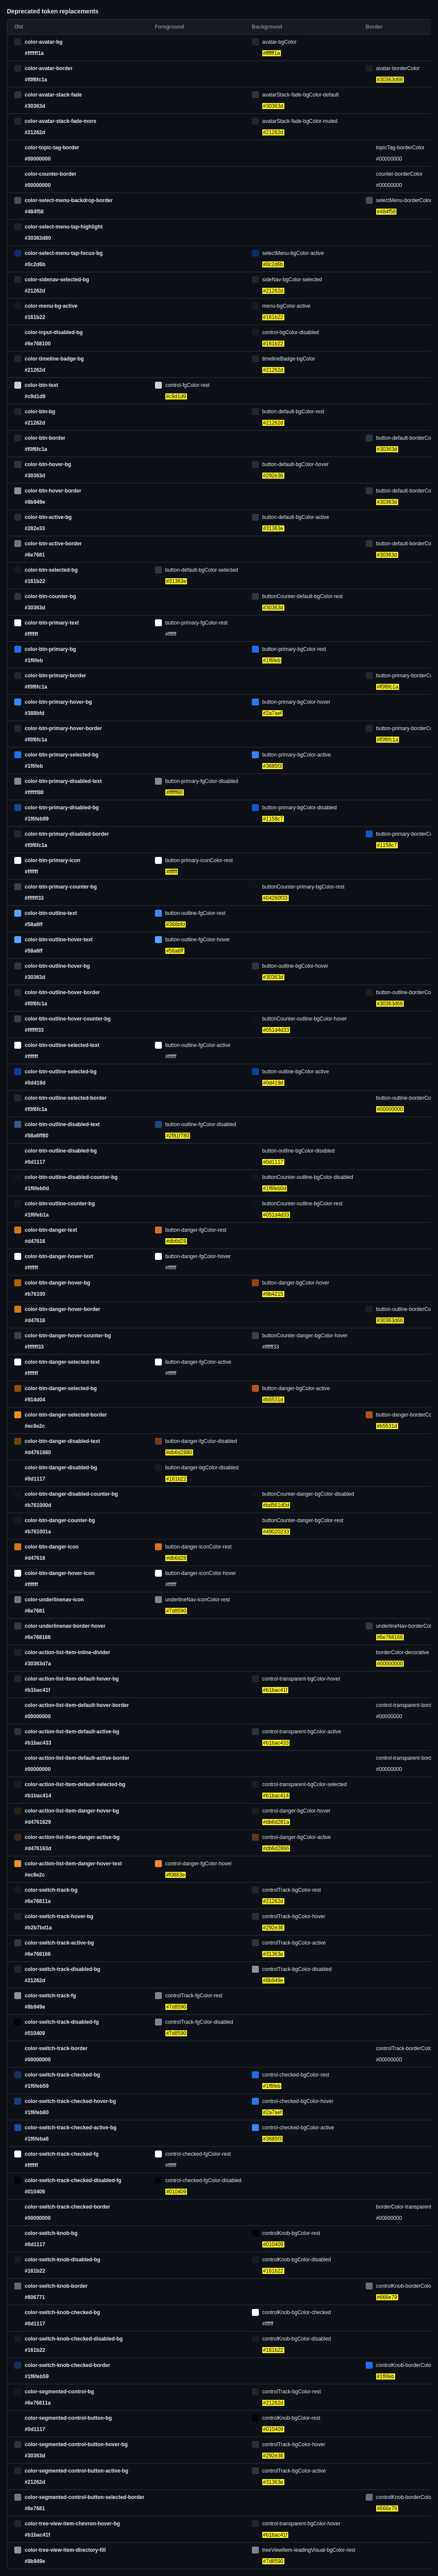 Deprecated token replacements
Old Foreground Background Border
color-avatar-bg avatar-bgColor
#ffffff1a #ffffff1a
color-avatar-border avatar-borderColor
#f0f6fc1a #30363d66
color-avatar-stack-fade avatarStack-fade-bgColor-default
#30363d #30363d
color-avatar-stack-fade-more avatarStack-fade-bgColor-muted
#21262d #21262d
color-topic-tag-border topicTag-borderColor
#00000000 #00000000
color-counter-border counter-borderColor
#00000000 #00000000
color-select-menu-backdrop-border selectMenu-borderColor
#484f58 #484f58
color-select-menu-tap-highlight
#30363d80
color-select-menu-tap-focus-bg selectMenu-bgColor-active
#0c2d6b #0c2d6b
color-sidenav-selected-bg sideNav-bgColor-selected
#21262d #21262d
color-menu-bg-active menu-bgColor-active
#161b22 #161b22
color-input-disabled-bg control-bgColor-disabled
#6e768100 #161b22
color-timeline-badge-bg timelineBadge-bgColor
#21262d #21262d
color-btn-text control-fgColor-rest
#c9d1d9 #c9d1d9
color-btn-bg button-default-bgColor-rest
#21262d #21262d
color-btn-border button-default-borderCo
#f0f6fc1a #30363d
color-btn-hover-bg button-default-bgColor-hover
#30363d #292e36
color-btn-hover-border button-default-borderCo
#8b949e #30363d
color-btn-active-bg button-default-bgColor-active
#282e33 #31363e
color-btn-active-border button-default-borderCo
#6e7681 #30363d
color-btn-selected-bg button-default-bgColor-selected
#161b22 #31363e
color-btn-counter-bg buttonCounter-default-bgColor-rest
#30363d #30363d
color-btn-primary-text button-primary-fgColor-rest
#ffffff #ffffff
color-btn-primary-bg button-primary-bgColor-rest
#1f6feb #1f6feb
color-btn-primary-border button-primary-borderC
#f0f6fc1a #f0f6fc1a
color-btn-primary-hover-bg button-primary-bgColor-hover
#388bfd #2a7aef
color-btn-primary-hover-border button-primary-borderC
#f0f6fc1a #f0f6fc1a
color-btn-primary-selected-bg button-primary-bgColor-active
#1f6feb #3685f3
color-btn-primary-disabled-text button-primary-fgColor-disabled
#ffffff80 #ffffff80
color-btn-primary-disabled-bg button-primary-bgColor-disabled
#1f6feb99 #1158c7
color-btn-primary-disabled-border button-primary-borderC
#f0f6fc1a #1158c7
color-btn-primary-icon button-primary-iconColor-rest
#ffffff #ffffff
color-btn-primary-counter-bg buttonCounter-primary-bgColor-rest
#ffffff33 #04260f33
color-btn-outline-text button-outline-fgColor-rest
#58a6ff #388bfd
color-btn-outline-hover-text button-outline-fgColor-hover
#58a6ff #58a6ff
color-btn-outline-hover-bg button-outline-bgColor-hover
#30363d #30363d
color-btn-outline-hover-border button-outline-borderCo
#f0f6fc1a #30363d66
color-btn-outline-hover-counter-bg buttonCounter-outline-bgColor-hover
#ffffff33 #051d4d33
color-btn-outline-selected-text button-outline-fgColor-active
#ffffff #ffffff
color-btn-outline-selected-bg button-outline-bgColor-active
#0d419d #0d419d
color-btn-outline-selected-border button-outline-borderCo
#f0f6fc1a #00000000
color-btn-outline-disabled-text button-outline-fgColor-disabled
#58a6ff80 #2f81f780
color-btn-outline-disabled-bg button-outline-bgColor-disabled
#0d1117 #0d1117
color-btn-outline-disabled-counter-bg buttonCounter-outline-bgColor-disabled
#1f6feb0d #1f6feb0d
color-btn-outline-counter-bg buttonCounter-outline-bgColor-rest
#1f6feb1a #051d4d33
color-btn-danger-text button-danger-fgColor-rest
#d47616 #db6d28
color-btn-danger-hover-text button-danger-fgColor-hover
#ffffff #ffffff
color-btn-danger-hover-bg button-danger-bgColor-hover
#b76100 #9b4215
color-btn-danger-hover-border button-outline-borderCo
#d47616 #30363d66
color-btn-danger-hover-counter-bg buttonCounter-danger-bgColor-hover
#ffffff33 #ffffff33
color-btn-danger-selected-text button-danger-fgColor-active
#ffffff #ffffff
color-btn-danger-selected-bg button-danger-bgColor-active
#914d04 #b5531d
color-btn-danger-selected-border button-danger-borderCo
#ec8e2c #b5531d
color-btn-danger-disabled-text button-danger-fgColor-disabled
#d4761680 #db6d2880
color-btn-danger-disabled-bg button-danger-bgColor-disabled
#0d1117 #161b22
color-btn-danger-disabled-counter-bg buttonCounter-danger-bgColor-disabled
#b761000d #bd561d0d
color-btn-danger-counter-bg buttonCounter-danger-bgColor-rest
#b761001a #49020233
color-btn-danger-icon button-danger-iconColor-rest
#d47616 #db6d28
color-btn-danger-hover-icon button-danger-iconColor-hover
#ffffff #ffffff
color-underlinenav-icon underlineNav-iconColor-rest
#6e7681 #7d8590
color-underlinenav-border-hover underlineNav-borderCol
#6e768166 #6e768166
color-action-list-item-inline-divider borderColor-decorative
#30363d7a #00000000
color-action-list-item-default-hover-bg control-transparent-bgColor-hover
#b1bac41f #b1bac41f
color-action-list-item-default-hover-border control-transparent-bord
#00000000 #00000000
color-action-list-item-default-active-bg control-transparent-bgColor-active
#b1bac433 #b1bac433
color-action-list-item-default-active-border control-transparent-bord
#00000000 #00000000
color-action-list-item-default-selected-bg control-transparent-bgColor-selected
#b1bac414 #b1bac414
color-action-list-item-danger-hover-bg control-danger-bgColor-hover
#d4761629 #db6d281a
color-action-list-item-danger-active-bg control-danger-bgColor-active
#d476163d #db6d2866
color-action-list-item-danger-hover-text control-danger-fgColor-hover
#ec8e2c #f0883e
color-switch-track-bg controlTrack-bgColor-rest
#6e76811a #21262d
color-switch-track-hover-bg controlTrack-bgColor-hover
#b2b7bd1a #292e36
color-switch-track-active-bg controlTrack-bgColor-active
#6e768166 #31363e
color-switch-track-disabled-bg controlTrack-bgColor-disabled
#21262d #8b949e
color-switch-track-fg controlTrack-fgColor-rest
#8b949e #7d8590
color-switch-track-disabled-fg controlTrack-fgColor-disabled
#010409 #7d8590
color-switch-track-border controlTrack-borderColo
#00000000 #00000000
color-switch-track-checked-bg control-checked-bgColor-rest
#1f6feb59 #1f6feb
color-switch-track-checked-hover-bg control-checked-bgColor-hover
#1f6feb80 #2a7aef
color-switch-track-checked-active-bg control-checked-bgColor-active
#1f6feba6 #3685f3
color-switch-track-checked-fg control-checked-fgColor-rest
#ffffff #ffffff
color-switch-track-checked-disabled-fg control-checked-fgColor-disabled
#010409 #010409
color-switch-track-checked-border borderColor-transparent
#00000000 #00000000
color-switch-knob-bg controlKnob-bgColor-rest
#0d1117 #010409
color-switch-knob-disabled-bg controlKnob-bgColor-disabled
#161b22 #161b22
color-switch-knob-border controlKnob-borderColo
#606771 #666e79
color-switch-knob-checked-bg controlKnob-bgColor-checked
#0d1117 #ffffff
color-switch-knob-checked-disabled-bg controlKnob-bgColor-disabled
#161b22 #161b22
color-switch-knob-checked-border controlKnob-borderColo
#1f6feb59 #1f6feb
color-segmented-control-bg controlTrack-bgColor-rest
#6e76811a #21262d
color-segmented-control-button-bg controlKnob-bgColor-rest
#0d1117 #010409
color-segmented-control-button-hover-bg controlTrack-bgColor-hover
#30363d #292e36
color-segmented-control-button-active-bg controlTrack-bgColor-active
#21262d #31363e
color-segmented-control-button-selected-border controlKnob-borderColo
#6e7681 #666e79
color-tree-view-item-chevron-hover-bg control-transparent-bgColor-hover
#b1bac41f #b1bac41f
color-tree-view-item-directory-fill treeViewItem-leadingVisual-bgColor-rest
#8b949e #7d8590